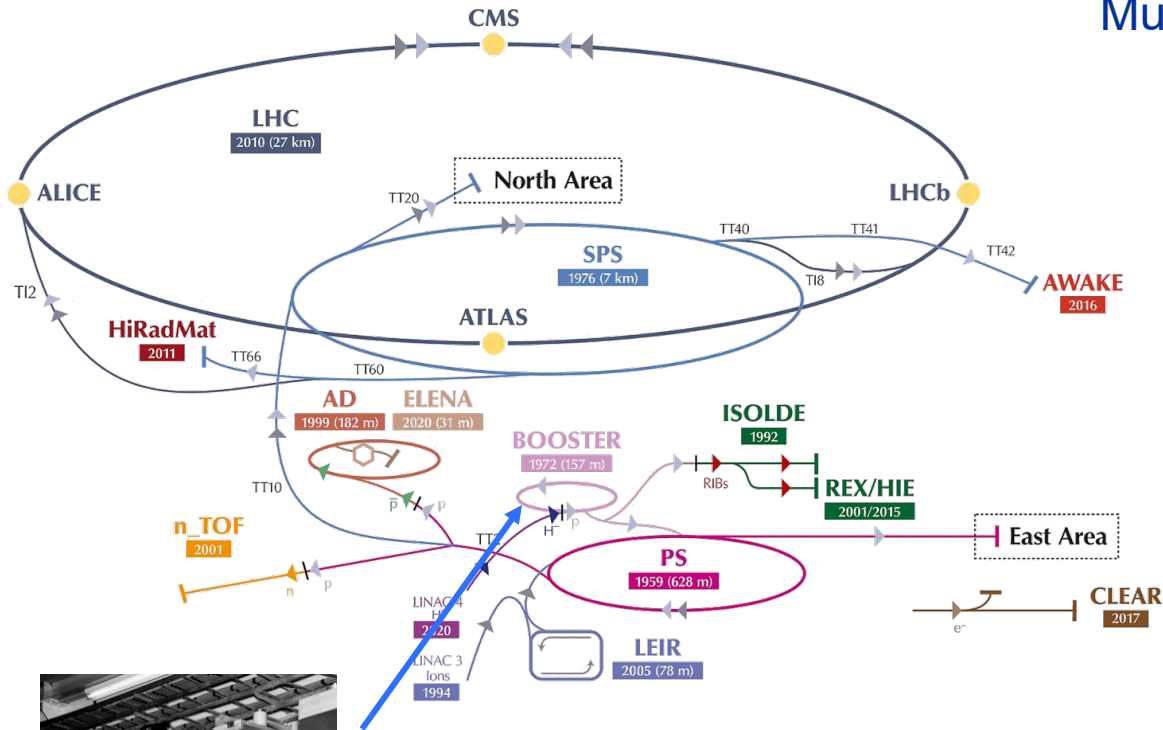 Mu
CMS
LHC
2010 (27 km)
ALICE
North Area
LHCb
TT20
TT40
TT41
TT42
SPS
1976 (7 km)
TI8
TI2
AWAKE
2016
ATLAS
HiRadMat
2011
TT66
TT60
AD
1999 (182 m)
ELENA
2020 (31 m)
ISOLDE
1992
BOOSTER
1972 (157 m)
RIBs
REX/HIE
2001/2015
TT10
p̅
p
H⁻
p
n_TOF
2001
East Area
PS
1959 (628 m)
n
p
LINAC 4
2020
CLEAR
2017
e⁻
LINAC 3
Ions
1994
LEIR
2005 (78 m)